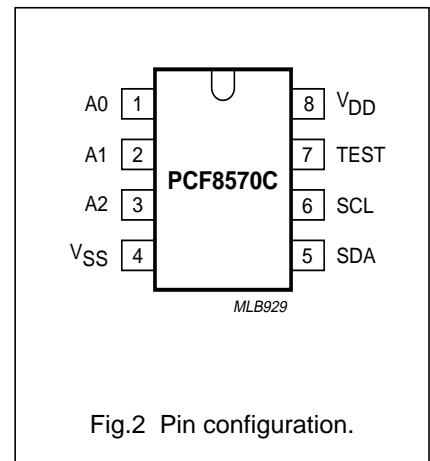 A0 1 8 VDD
A1 2 7 TEST
PCF8570C
A2 3 6 SCL
VSS 4 5 SDA
MLB929
Fig.2 Pin configuration.